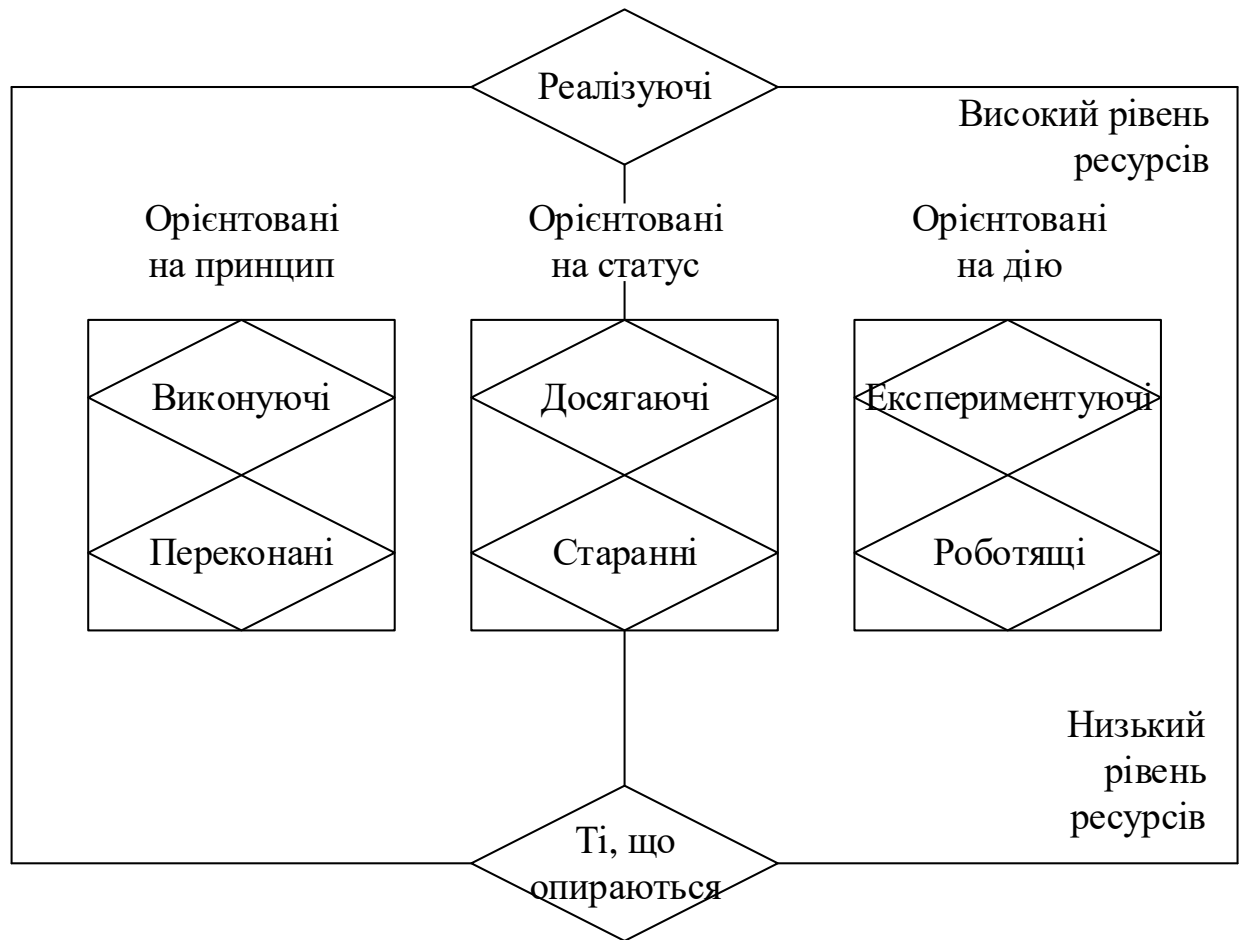 Реалізуючі
Високий рівень
ресурсів
Орієнтовані
на принцип
Орієнтовані
на статус
Орієнтовані
на дію
Виконуючі
Досягаючі
Експериментуючі
Переконані
Старанні
Роботящі
Низький
рівень
ресурсів
Ті, що
опираються